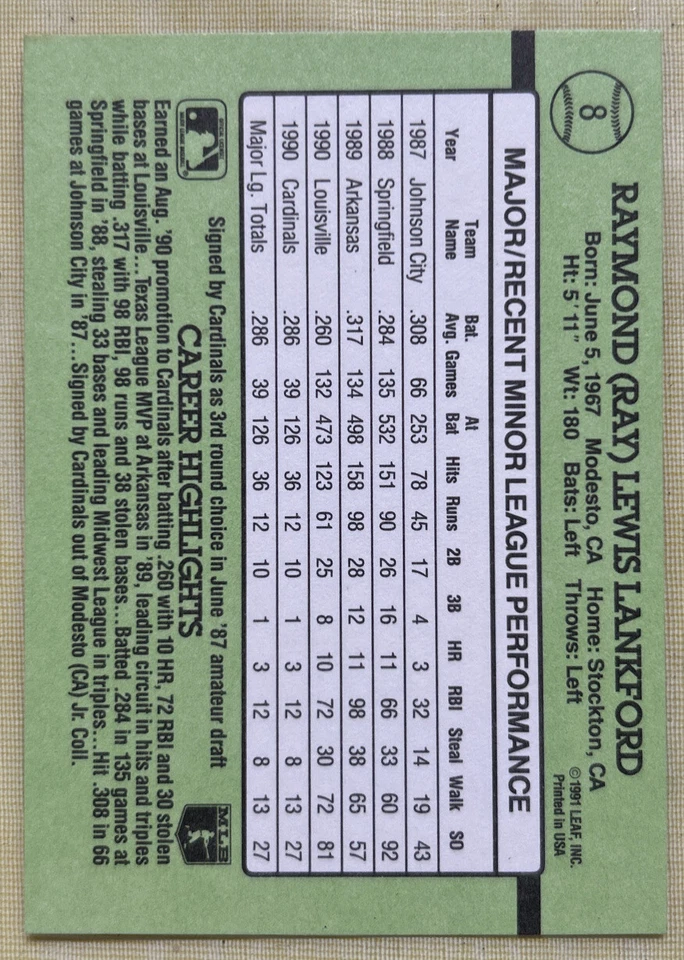 8
RAYMOND (RAY) LEWIS LANKFORD
Born: June 5, 1967 Modesto, CA Home: Stockton, CA
Ht: 5'11" Wt: 180 Bats: Left Throws: Left
©1991 LEAF, INC.
Printed in USA
MAJOR/RECENT MINOR LEAGUE PERFORMANCE
Year Team Name Bat. Avg. Games At Bat Hits Runs 2B 3B HR RBI Steal Walk SO
1987 Johnson City .308 66 253 78 45 17 4 3 32 14 19 43
1988 Springfield .284 135 532 151 90 26 16 11 66 33 60 92
1989 Arkansas .317 134 498 158 98 28 12 11 98 38 65 57
1990 Louisville .260 132 473 123 61 25 8 10 72 30 72 81
1990 Cardinals .286 39 126 36 12 10 1 3 12 8 13 27
Major Lg. Totals .286 39 126 36 12 10 1 3 12 8 13 27
Signed by Cardinals as 3rd round choice in June '87 amateur draft
CAREER HIGHLIGHTS
MLB
Earned an Aug. '90 promotion to Cardinals after batting .260 with 10 HR, 72 RBI and 30 stolen
bases at Louisville...Texas League MVP at Arkansas in '89, leading circuit in hits and triples
while batting .317 with 98 RBI, 98 runs and 38 stolen bases...Batted .284 in 135 games at
Springfield in '88, stealing 33 bases and leading Midwest League in triples...Hit .308 in 66
games at Johnson City in '87...Signed by Cardinals out of Modesto (CA) Jr. Coll.